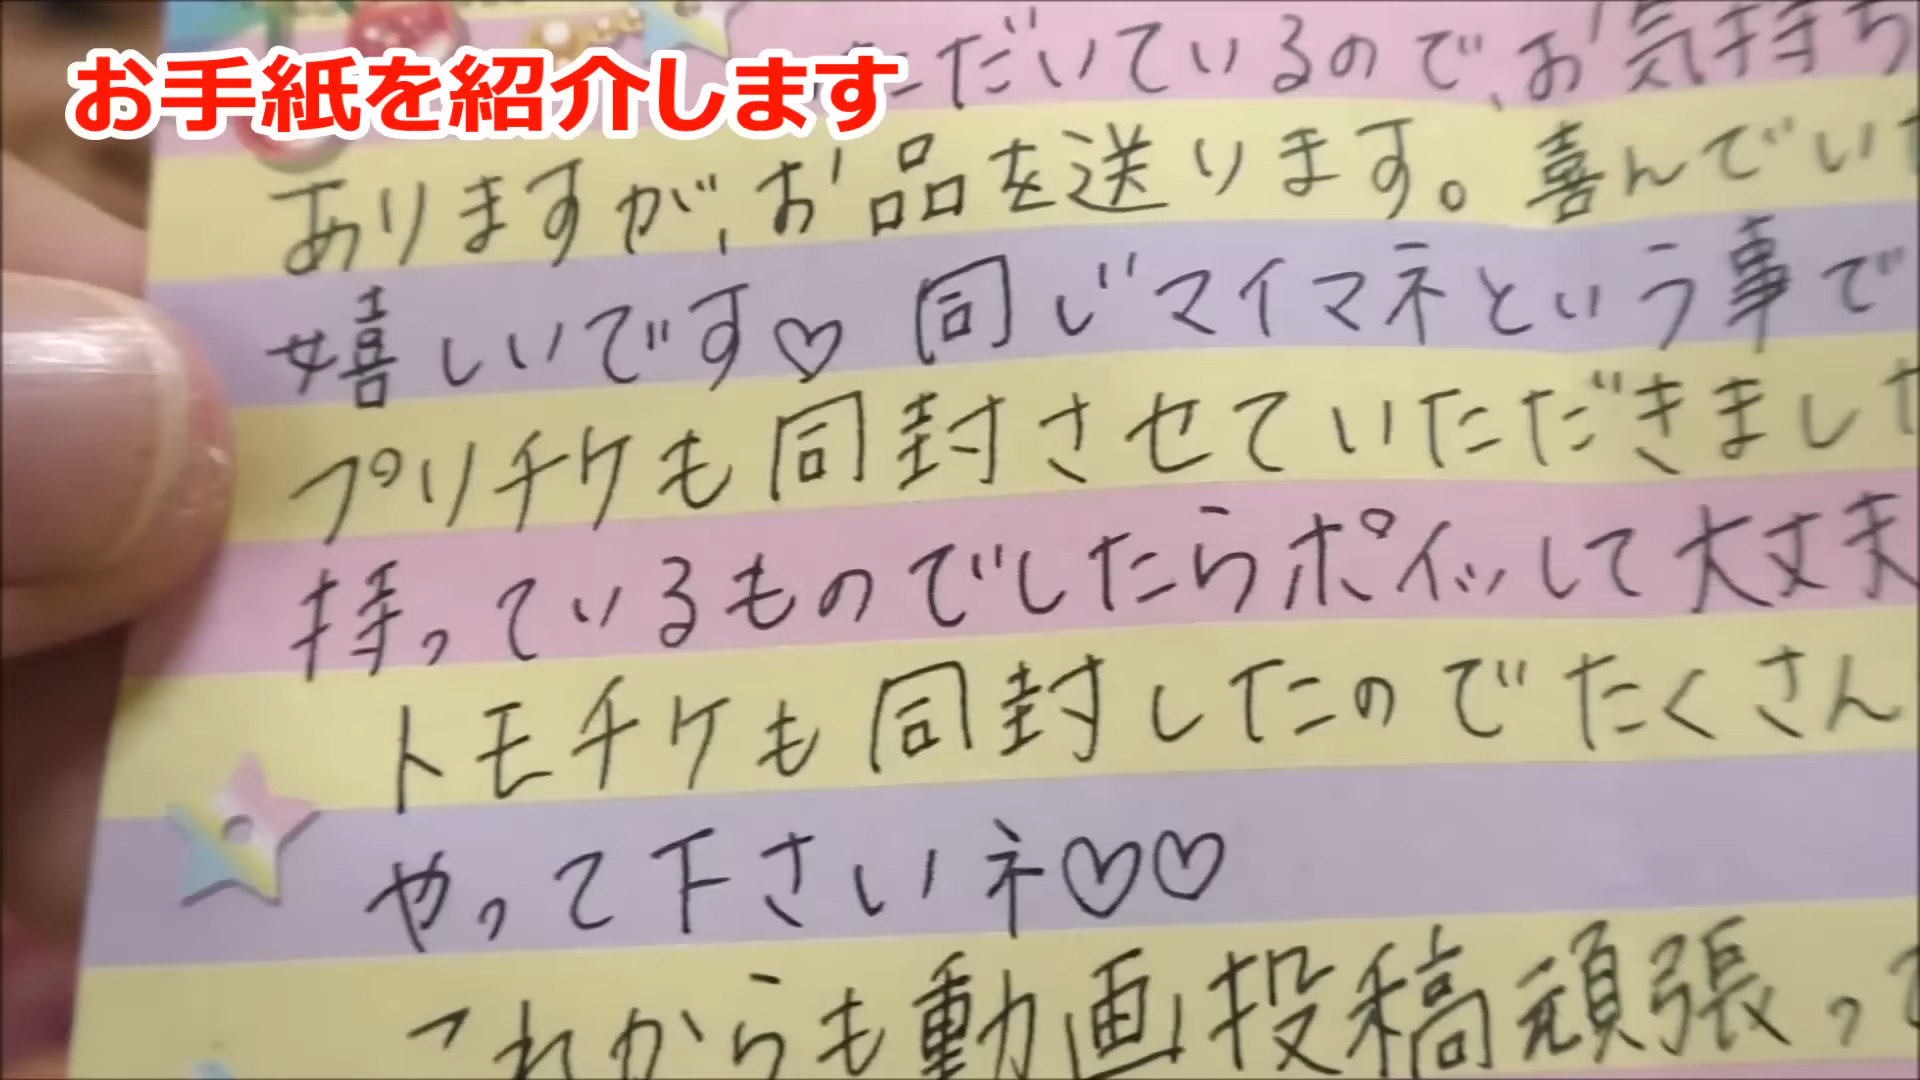 お手紙を紹介します
ただいているので、お気持ち
ありますが、お品を送ります。喜んでいた
嬉しいです♡ 同じマイマネという事で
プリチケも同封させていただきました
持っているものでしたらポイッして大丈夫
トモチケも同封したのでたくさん
やって下さいネ♡♡
これからも動画投稿頑張って